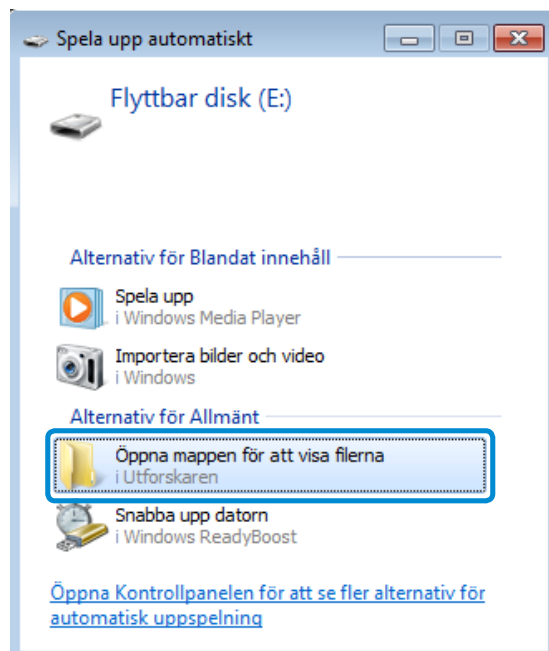 Spela upp automatiskt
Flyttbar disk (E:)
Alternativ för Blandat innehåll
Spela upp
i Windows Media Player
Importera bilder och video
i Windows
Alternativ för Allmänt
Öppna mappen för att visa filerna
i Utforskaren
Snabba upp datorn
i Windows ReadyBoost
Öppna Kontrollpanelen för att se fler alternativ för
automatisk uppspelning